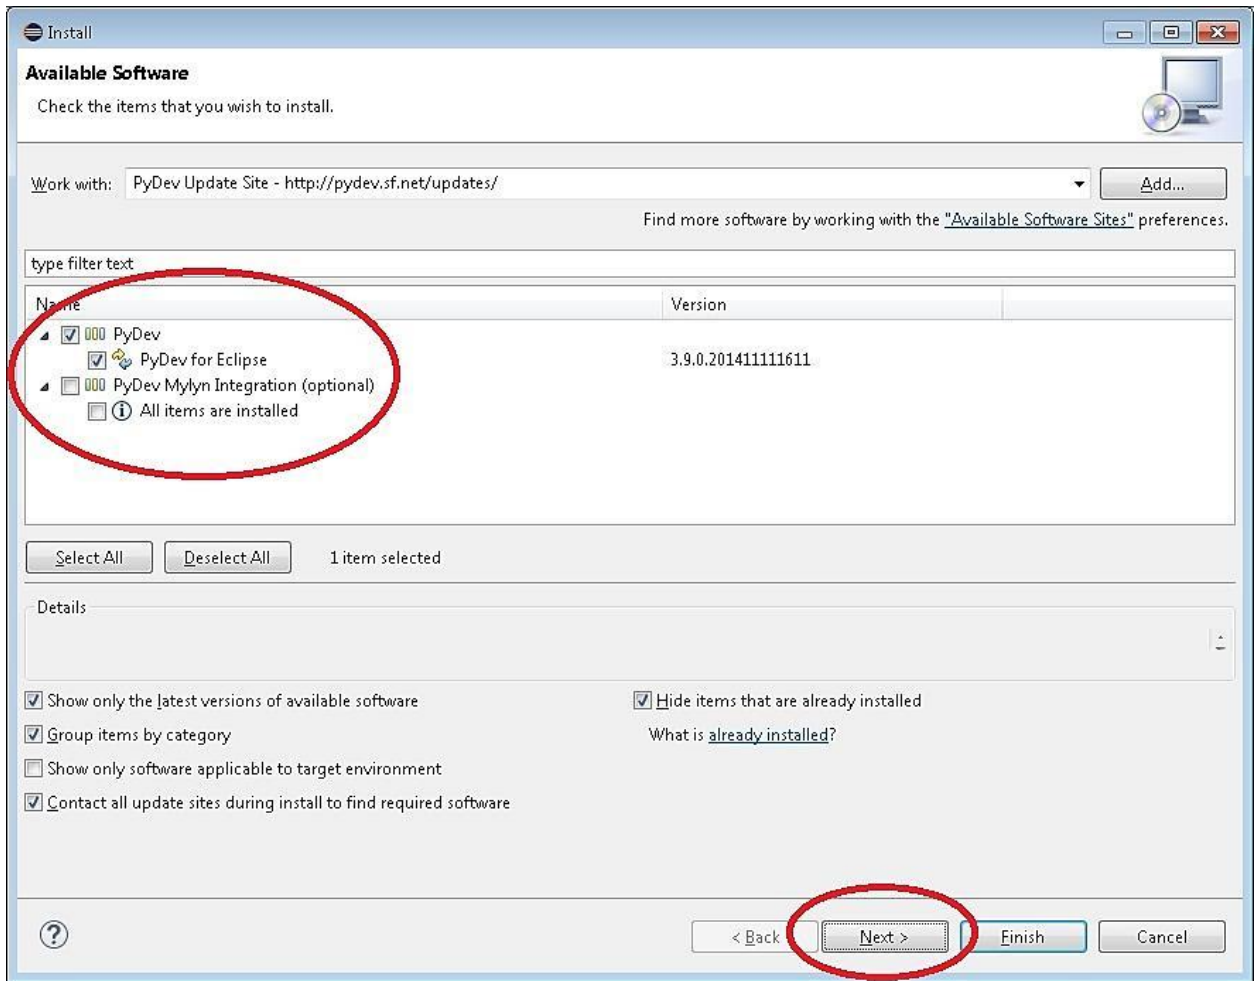 Install
Available Software
Check the items that you wish to install.
Work with: PyDev Update Site - http://pydev.sf.net/updates/ Add...
Find more software by working with the "Available Software Sites" preferences.
type filter text
Name Version
PyDev
PyDev for Eclipse 3.9.0.201411111611
PyDev Mylyn Integration (optional)
All items are installed
Select All Deselect All 1 item selected
Details
Show only the latest versions of available software Hide items that are already installed
Group items by category What is already installed?
Show only software applicable to target environment
Contact all update sites during install to find required software
? < Back Next > Finish Cancel